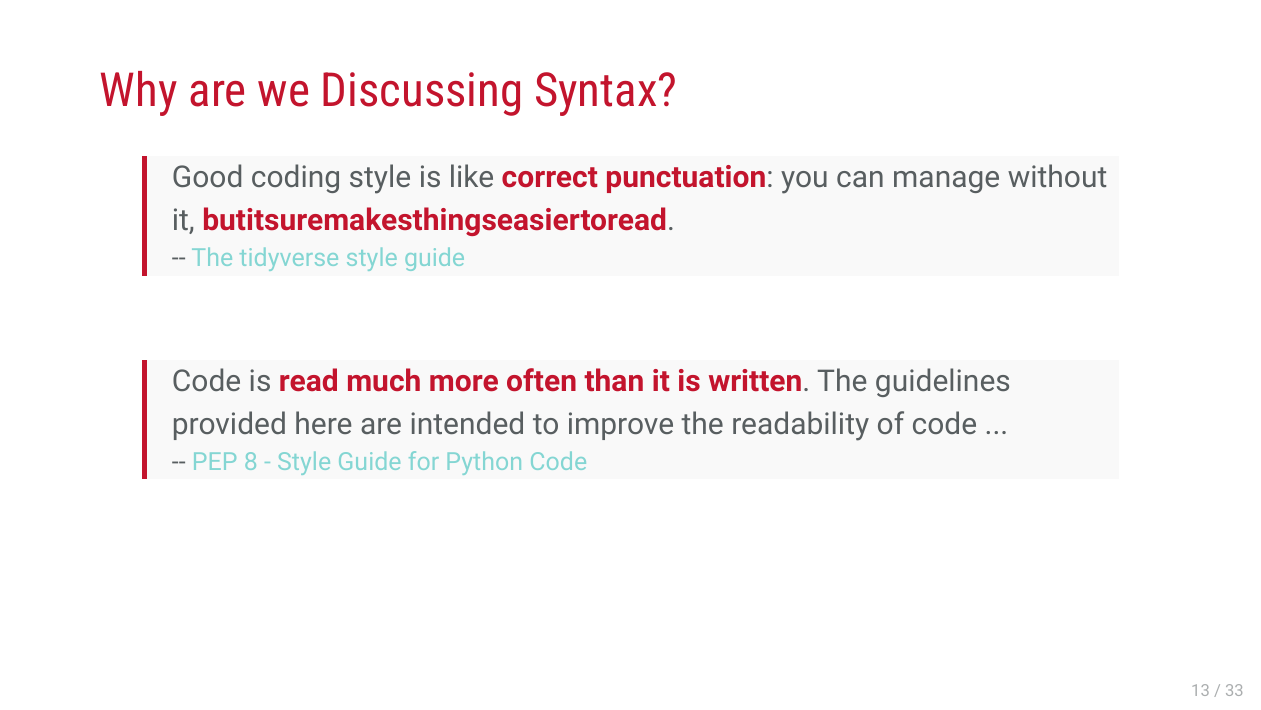 Why are we Discussing Syntax?
Good coding style is like correct punctuation: you can manage without
it, butitsuremakesthingseasiertoread.
-- The tidyverse style guide
Code is read much more often than it is written. The guidelines
provided here are intended to improve the readability of code ...
-- PEP 8 - Style Guide for Python Code
13 / 33